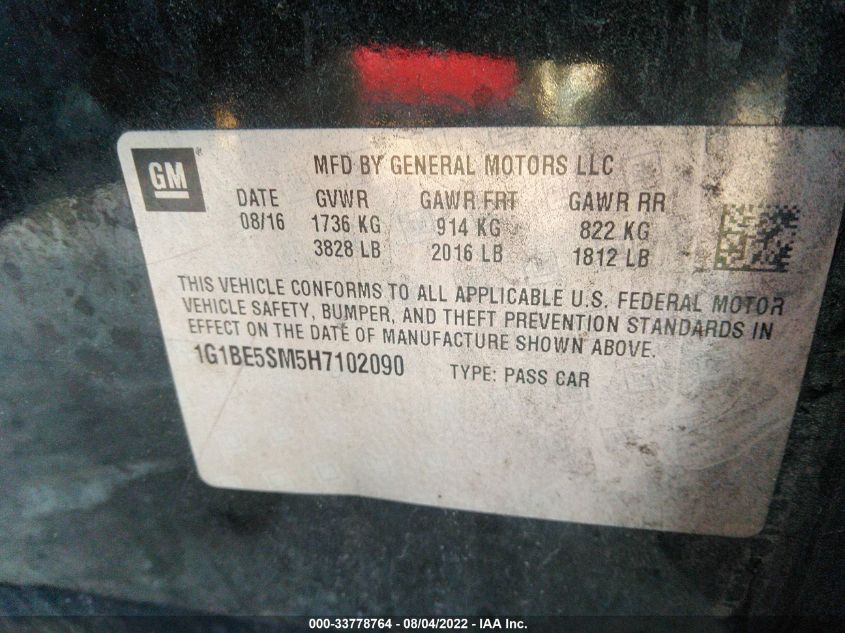 GM®
MFD BY GENERAL MOTORS LLC
DATE GVWR GAWR FRT GAWR RR
08/16 1736 KG 914 KG 822 KG
3828 LB 2016 LB 1812 LB
THIS VEHICLE CONFORMS TO ALL APPLICABLE U.S. FEDERAL MOTOR
VEHICLE SAFETY, BUMPER, AND THEFT PREVENTION STANDARDS IN
EFFECT ON THE DATE OF MANUFACTURE SHOWN ABOVE.
1G1BE5SM5H7102090 TYPE: PASS CAR
000-33778764 - 08/04/2022 - IAA Inc.